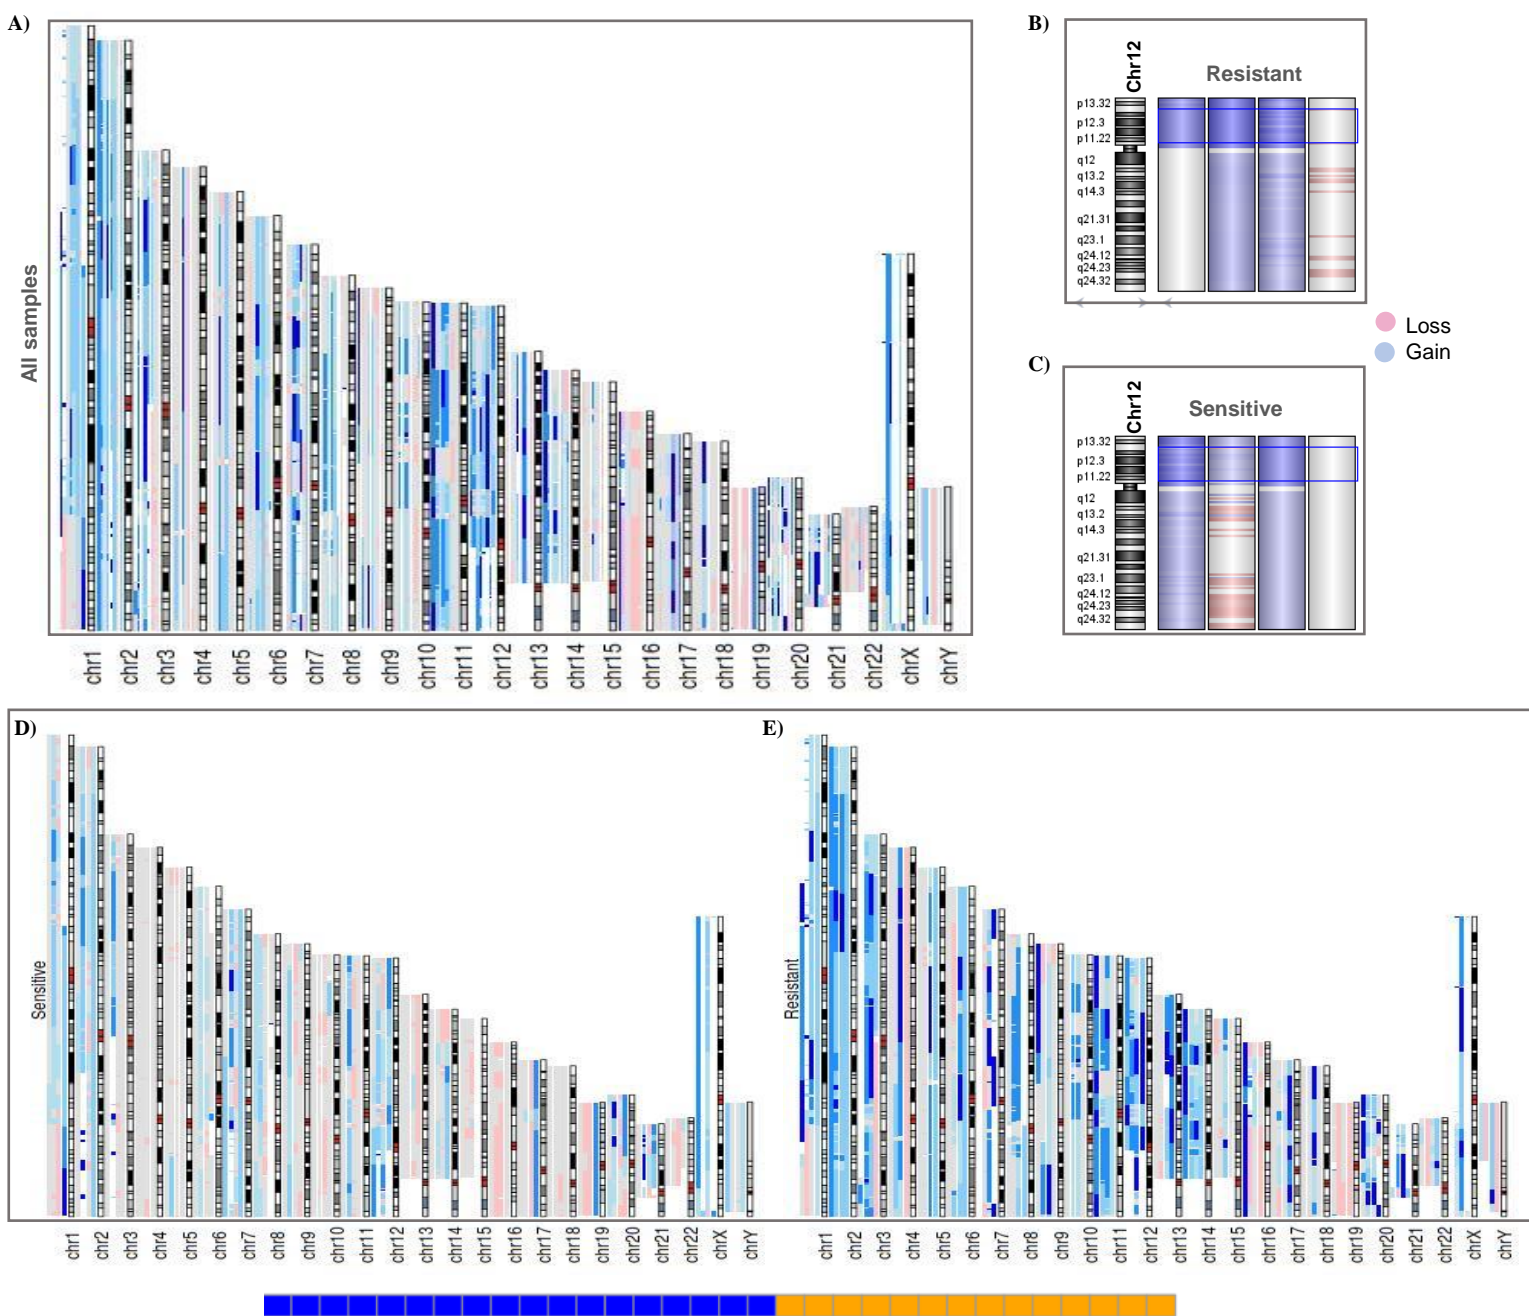 A)
All samples
chr1 chr2 chr3 chr4 chr5 chr6 chr7 chr8 chr9 chr10 chr11 chr12 chr13 chr14 chr15 chr16 chr17 chr18 chr19 chr20 chr21 chr22 chrX chrY
B)
Chr12
Resistant
p13.32
p12.3
p11.22
q12
q13.2
q14.3
q21.31
q23.1
q24.12
q24.23
q24.32
Loss
Gain
C)
Chr12
Sensitive
p13.32
p12.3
p11.22
q12
q13.2
q14.3
q21.31
q23.1
q24.12
q24.23
q24.32
D)
Sensitive
chr1 chr2 chr3 chr4 chr5 chr6 chr7 chr8 chr9 chr10 chr11 chr12 chr13 chr14 chr15 chr16 chr17 chr18 chr19 chr20 chr21 chr22 chrX chrY
E)
Resistant
chr1 chr2 chr3 chr4 chr5 chr6 chr7 chr8 chr9 chr10 chr11 chr12 chr13 chr14 chr15 chr16 chr17 chr18 chr19 chr20 chr21 chr22 chrX chrY